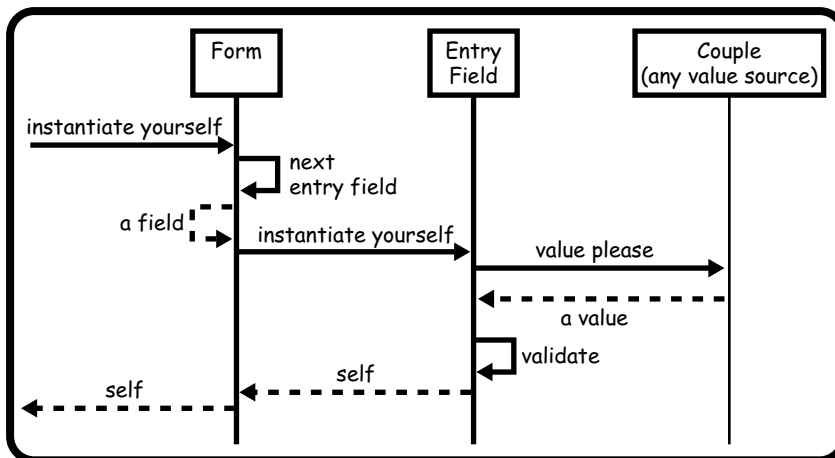 Form
Entry
Field
Couple
(any value source)
instantiate yourself
next
entry field
a field
instantiate yourself
value please
a value
validate
self
self